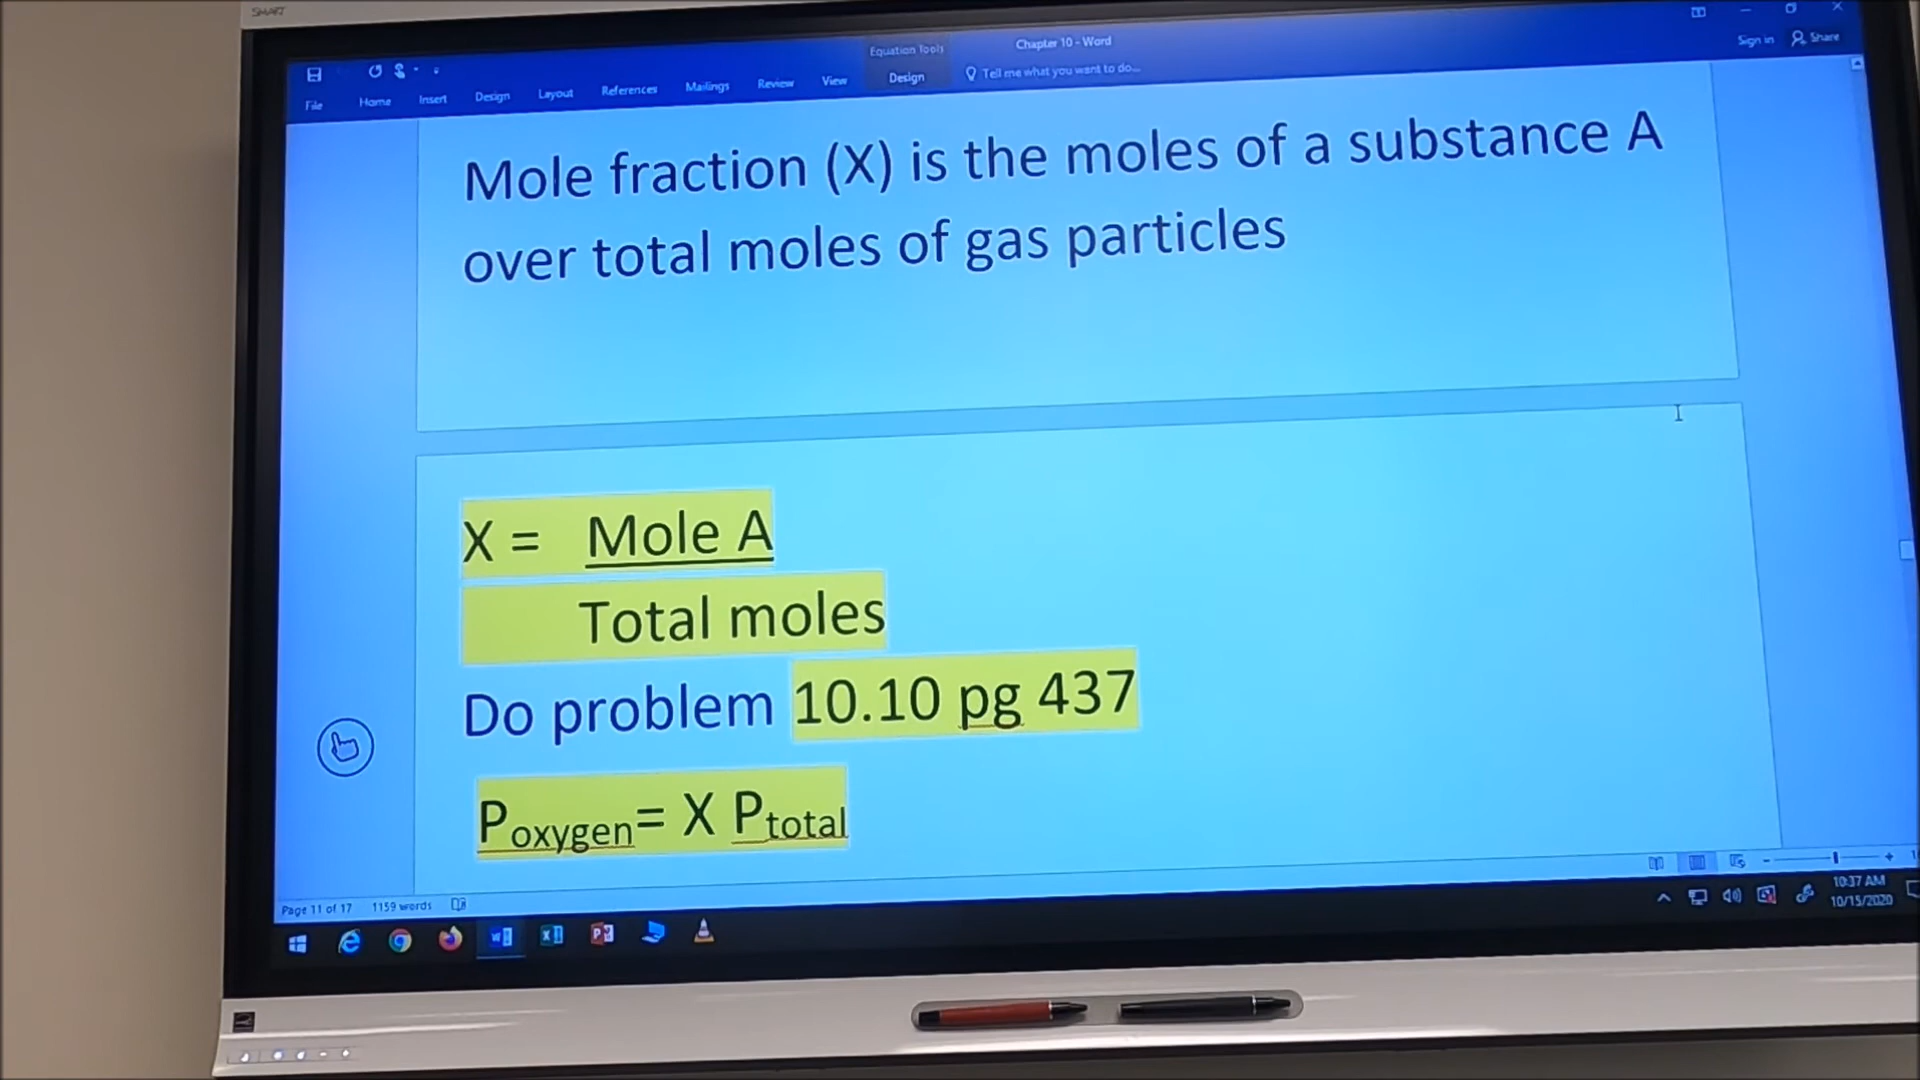 SMART
Equation Tools
Chapter 10 - Word
Sign in Share
File Home Insert Design Layout References Mailings Review View Design Tell me what you want to do...
Mole fraction (X) is the moles of a substance A
over total moles of gas particles
X = Mole A
Total moles
Do problem 10.10 pg 437
Poxygen= X Ptotal
Page 11 of 17 1159 words
10:37 AM
10/15/2020